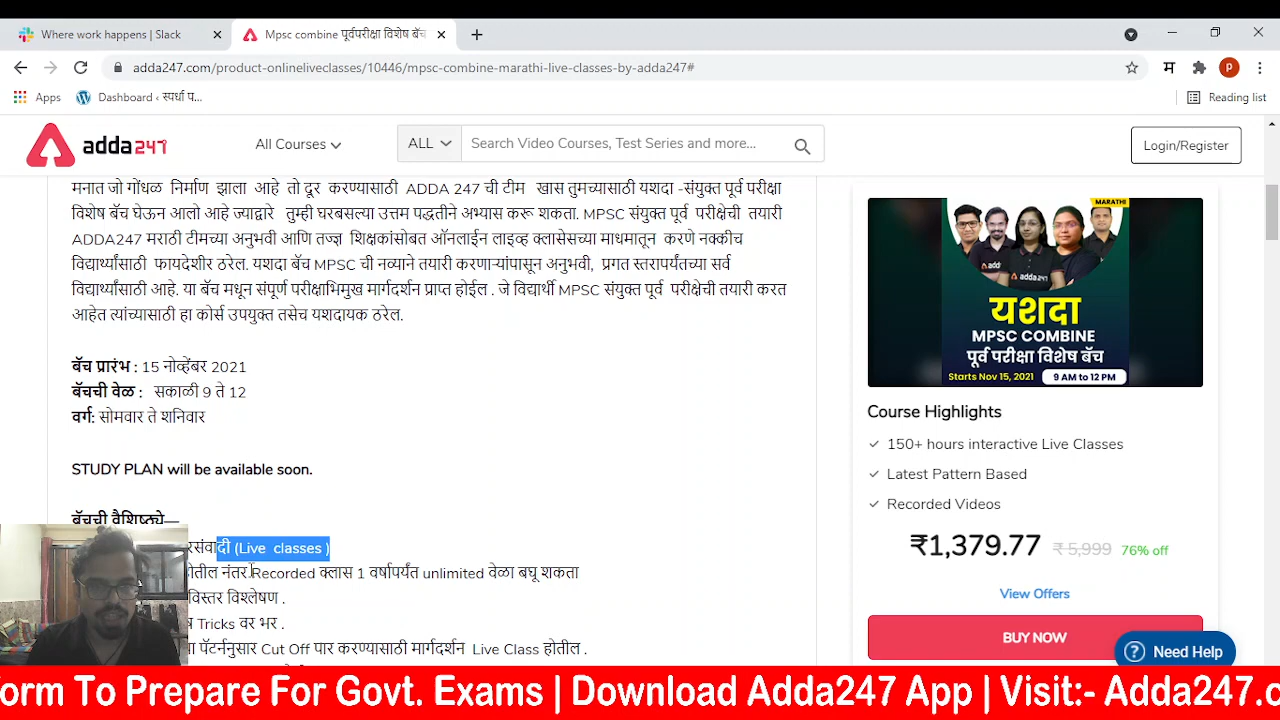 Where work happens | Slack
Mpsc combine पूर्वपरीक्षा विशेष बॅच
adda247.com/product-onlineliveclasses/10446/mpsc-combine-marathi-live-classes-by-adda247#
म
p
Apps
Dashboard ‹ स्पर्धा प...
Reading list
adda247
All Courses
ALL
Search Video Courses, Test Series and more...
Login/Register
मनात जो गोंधळ निर्माण झाला आहे तो दूर करण्यासाठी ADDA 247 ची टीम खास तुमच्यासाठी यशदा -संयुक्त पूर्व परीक्षा
विशेष बॅच घेऊन आलो आहे ज्याद्वारे तुम्ही घरबसल्या उत्तम पद्धतीने अभ्यास करू शकता. MPSC संयुक्त पूर्व परीक्षेची तयारी
ADDA247 मराठी टीमच्या अनुभवी आणि तज्ज्ञ शिक्षकांसोबत ऑनलाईन लाइव्ह क्लासेसच्या माध्यमातून करणे नक्कीच
विद्यार्थ्यांसाठी फायदेशीर ठरेल. यशदा बॅच MPSC ची नव्याने तयारी करणाऱ्यांपासून अनुभवी, प्रगत स्तरापर्यंतच्या सर्व
विद्यार्थ्यांसाठी आहे. या बॅच मधून संपूर्ण परीक्षाभिमुख मार्गदर्शन प्राप्त होईल . जे विद्यार्थी MPSC संयुक्त पूर्व परीक्षेची तयारी करत
आहेत त्यांच्यासाठी हा कोर्स उपयुक्त तसेच यशदायक ठरेल.
बॅच प्रारंभ : 15 नोव्हेंबर 2021
बॅचची वेळ : सकाळी 9 ते 12
वर्ग: सोमवार ते शनिवार
STUDY PLAN will be available soon.
बॅचची वैशिष्ट्ये—
रसंवादी (Live classes )
होतील नंतर Recorded क्लास 1 वर्षापर्यंत unlimited वेळा बघू शकता
विस्तर विश्लेषण .
Tricks वर भर .
पॅटर्ननुसार Cut Off पार करण्यासाठी मार्गदर्शन Live Class होतील .
MARATHI
adda247
यशदा
MPSC COMBINE
पूर्व परीक्षा विशेष बॅच
Starts Nov 15, 2021 9 AM to 12 PM
Course Highlights
150+ hours interactive Live Classes
Latest Pattern Based
Recorded Videos
₹1,379.77 ₹ 5,999 76% off
View Offers
BUY NOW
Need Help
form To Prepare For Govt. Exams | Download Adda247 App | Visit:- Adda247.c